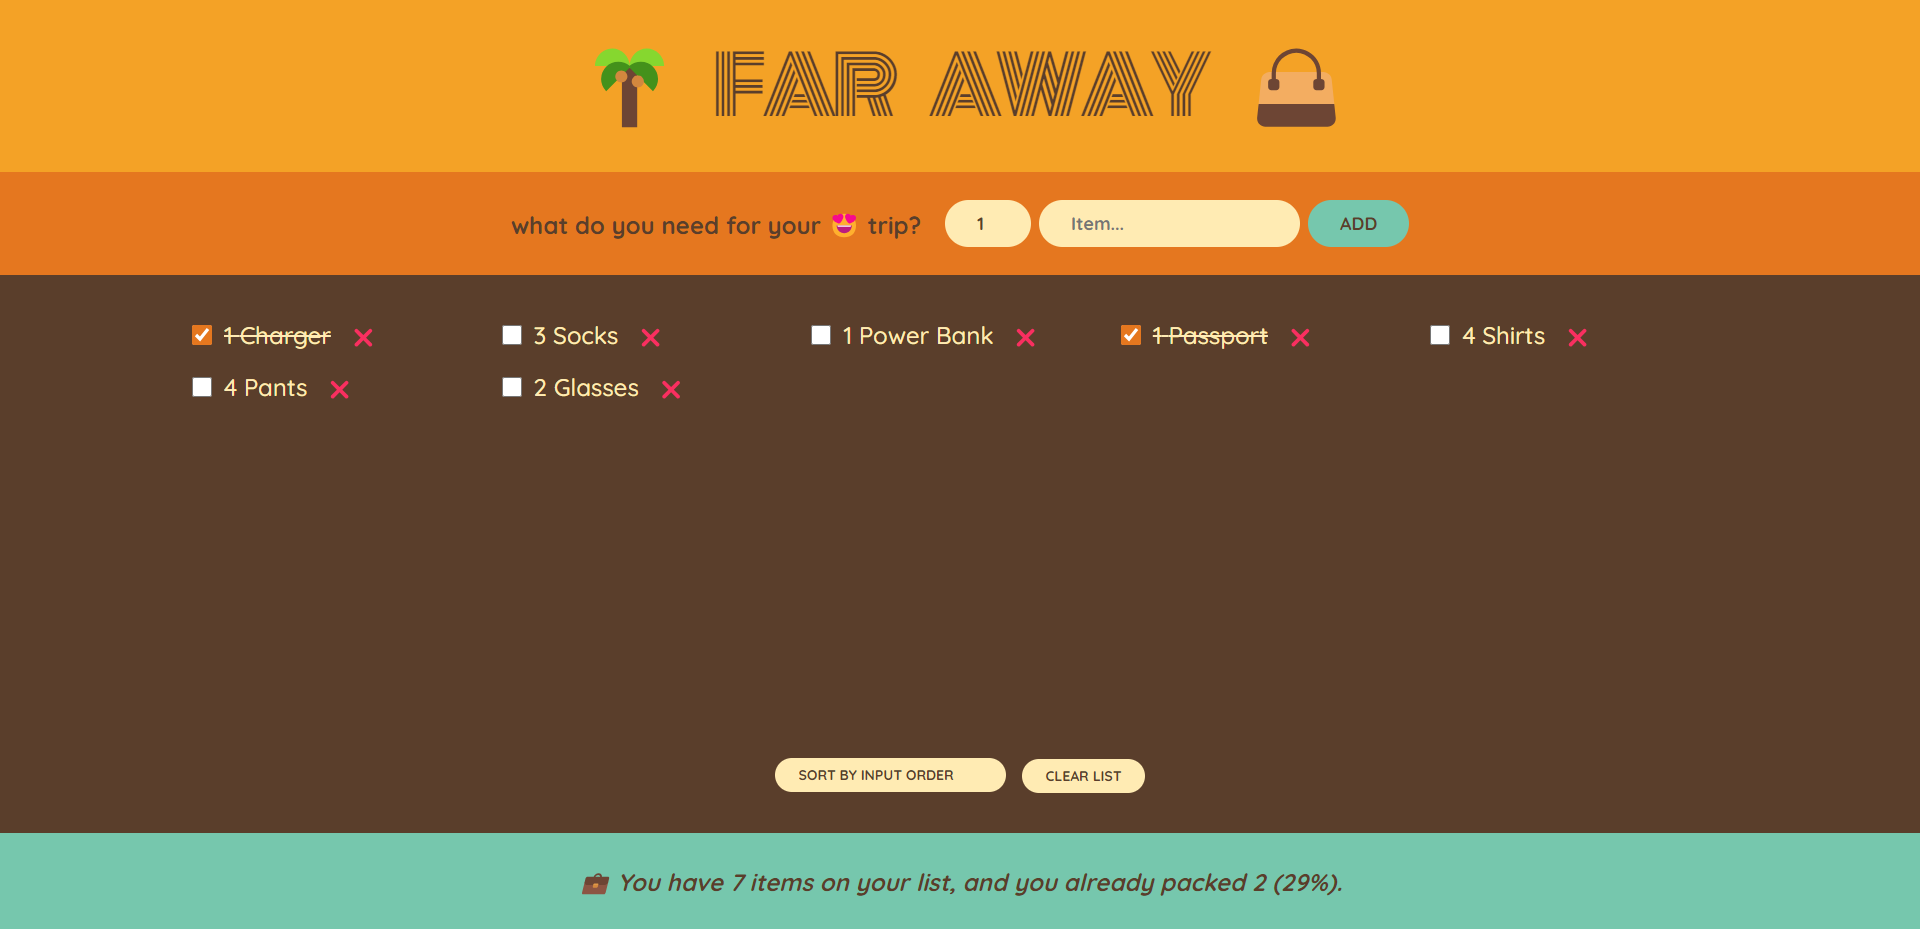 FAR AWAY
what do you need for your 😍 trip? 1 Item... ADD
1 Charger ❌ 3 Socks ❌ 1 Power Bank ❌ 1 Passport ❌ 4 Shirts ❌
4 Pants ❌ 2 Glasses ❌
SORT BY INPUT ORDER CLEAR LIST
💼 You have 7 items on your list, and you already packed 2 (29%).